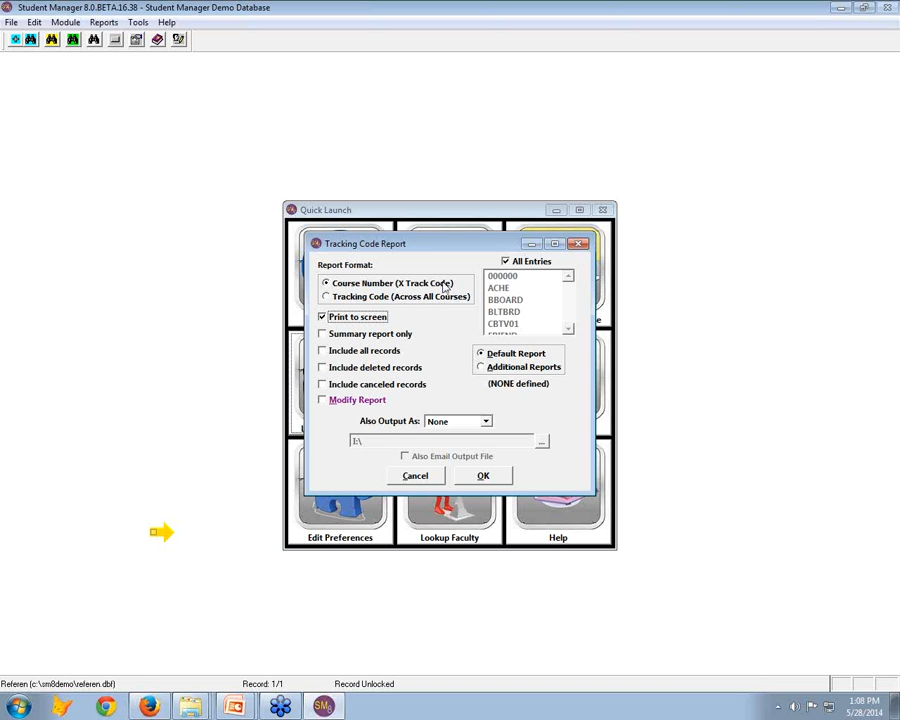 Student Manager 8.0.BETA.16.38 - Student Manager Demo Database
File Edit Module Reports Tools Help
Quick Launch
Tracking Code Report
Report Format:
Course Number (X Track Code)
Tracking Code (Across All Courses)
All Entries
000000
ACHE
BBOARD
BLTBRD
CBTV01
Print to screen
Summary report only
Include all records
Include deleted records
Include canceled records
Modify Report
Default Report
Additional Reports
(NONE defined)
Also Output As: None
I:\
...
Also Email Output File
Cancel OK
Edit Preferences Lookup Faculty Help
Referen (c:\sm8demo\referen.dbf) Record: 1/1 Record Unlocked
SM8
1:08 PM
5/28/2014